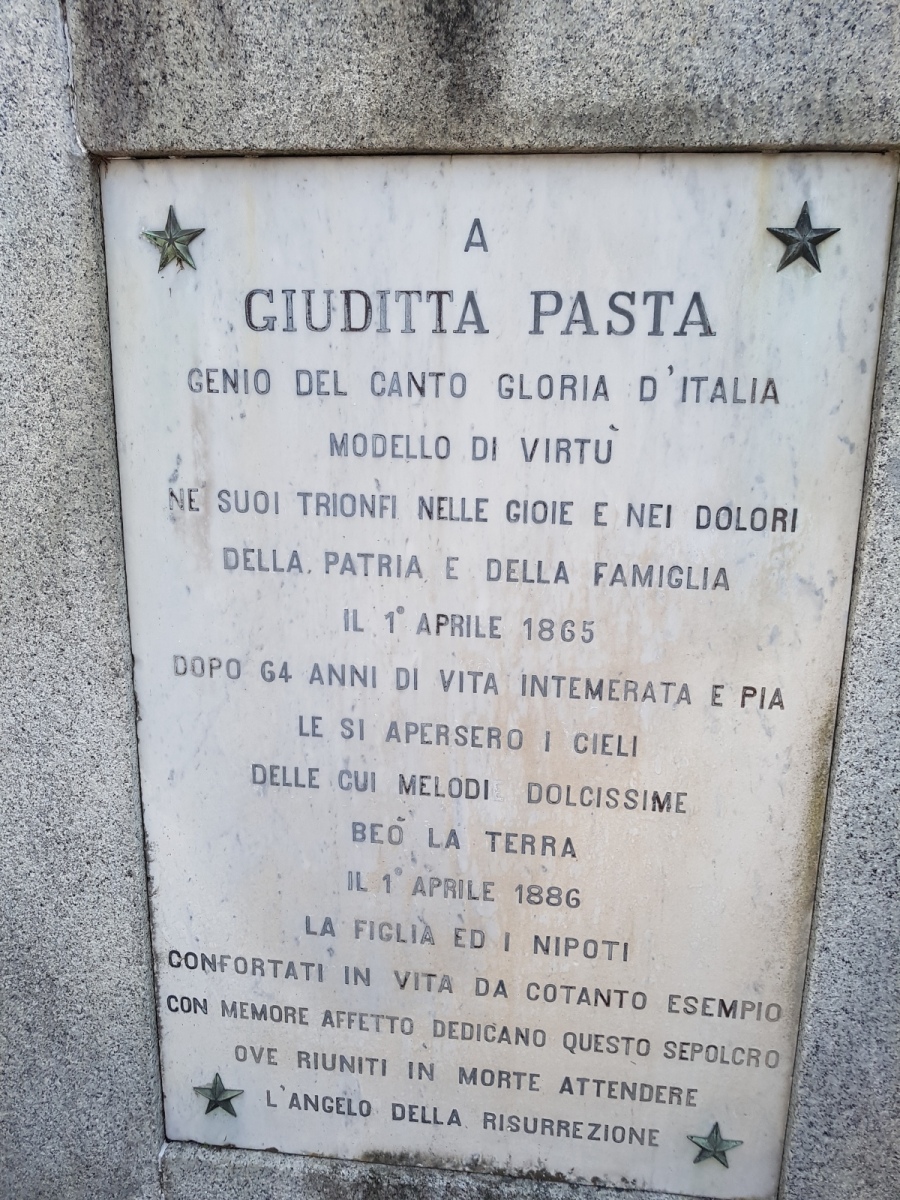 A
GIUDITTA PASTA
GENIO DEL CANTO GLORIA D'ITALIA
MODELLO DI VIRTÙ
NE SUOI TRIONFI NELLE GIOIE E NEI DOLORI
DELLA PATRIA E DELLA FAMIGLIA
IL 1° APRILE 1865
DOPO 64 ANNI DI VITA INTEMERATA E PIA
LE SI APERSERO I CIELI
DELLE CUI MELODIE DOLCISSIME
BEÒ LA TERRA
IL 1° APRILE 1886
LA FIGLIA ED I NIPOTI
CONFORTATI IN VITA DA COTANTO ESEMPIO
CON MEMORE AFFETTO DEDICANO QUESTO SEPOLCRO
OVE RIUNITI IN MORTE ATTENDERE
L'ANGELO DELLA RISURREZIONE